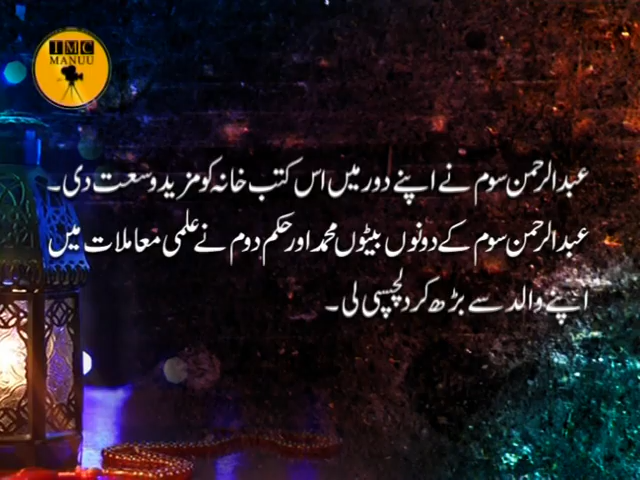 IMC
MANUU
عبدالرحمن سوم نے اپنے دور میں اس کتب خانہ کو مزید وسعت دی۔
عبدالرحمن سوم کے دونوں بیٹوں محمد اور حکم دوم نے علمی معاملات میں
اپنے والد سے بڑھ کر دلچسپی لی۔